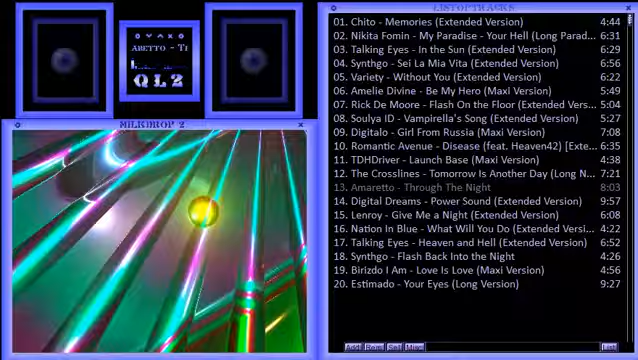 LIST OF TRACKS
ARETTO - TH
QL2
MILKDROP 2
01. Chito - Memories (Extended Version) 4:44
02. Nikita Fomin - My Paradise - Your Hell (Long Parad... 6:31
03. Talking Eyes - In the Sun (Extended Version) 6:29
04. Synthgo - Sei La Mia Vita (Extended Version) 6:56
05. Variety - Without You (Extended Version) 6:22
06. Amelie Divine - Be My Hero (Maxi Version) 5:49
07. Rick De Moore - Flash On the Floor (Extended Vers... 5:04
08. Soulya ID - Vampirella's Song (Extended Version) 5:27
09. Digitalo - Girl From Russia (Maxi Version) 7:08
10. Romantic Avenue - Disease (feat. Heaven42) [Exte... 6:35
11. TDHDriver - Launch Base (Maxi Version) 4:38
12. The Crosslines - Tomorrow Is Another Day (Long N... 7:21
13. Amaretto - Through The Night 8:03
14. Digital Dreams - Power Sound (Extended Version) 9:57
15. Lenroy - Give Me a Night (Extended Version) 6:08
16. Nation In Blue - What Will You Do (Extended Versi... 4:22
17. Talking Eyes - Heaven and Hell (Extended Version) 6:52
18. Synthgo - Flash Back Into the Night 4:26
19. Birizdo I Am - Love Is Love (Maxi Version) 4:56
20. Estimado - Your Eyes (Long Version) 9:27
Add Rem Sel Misc List